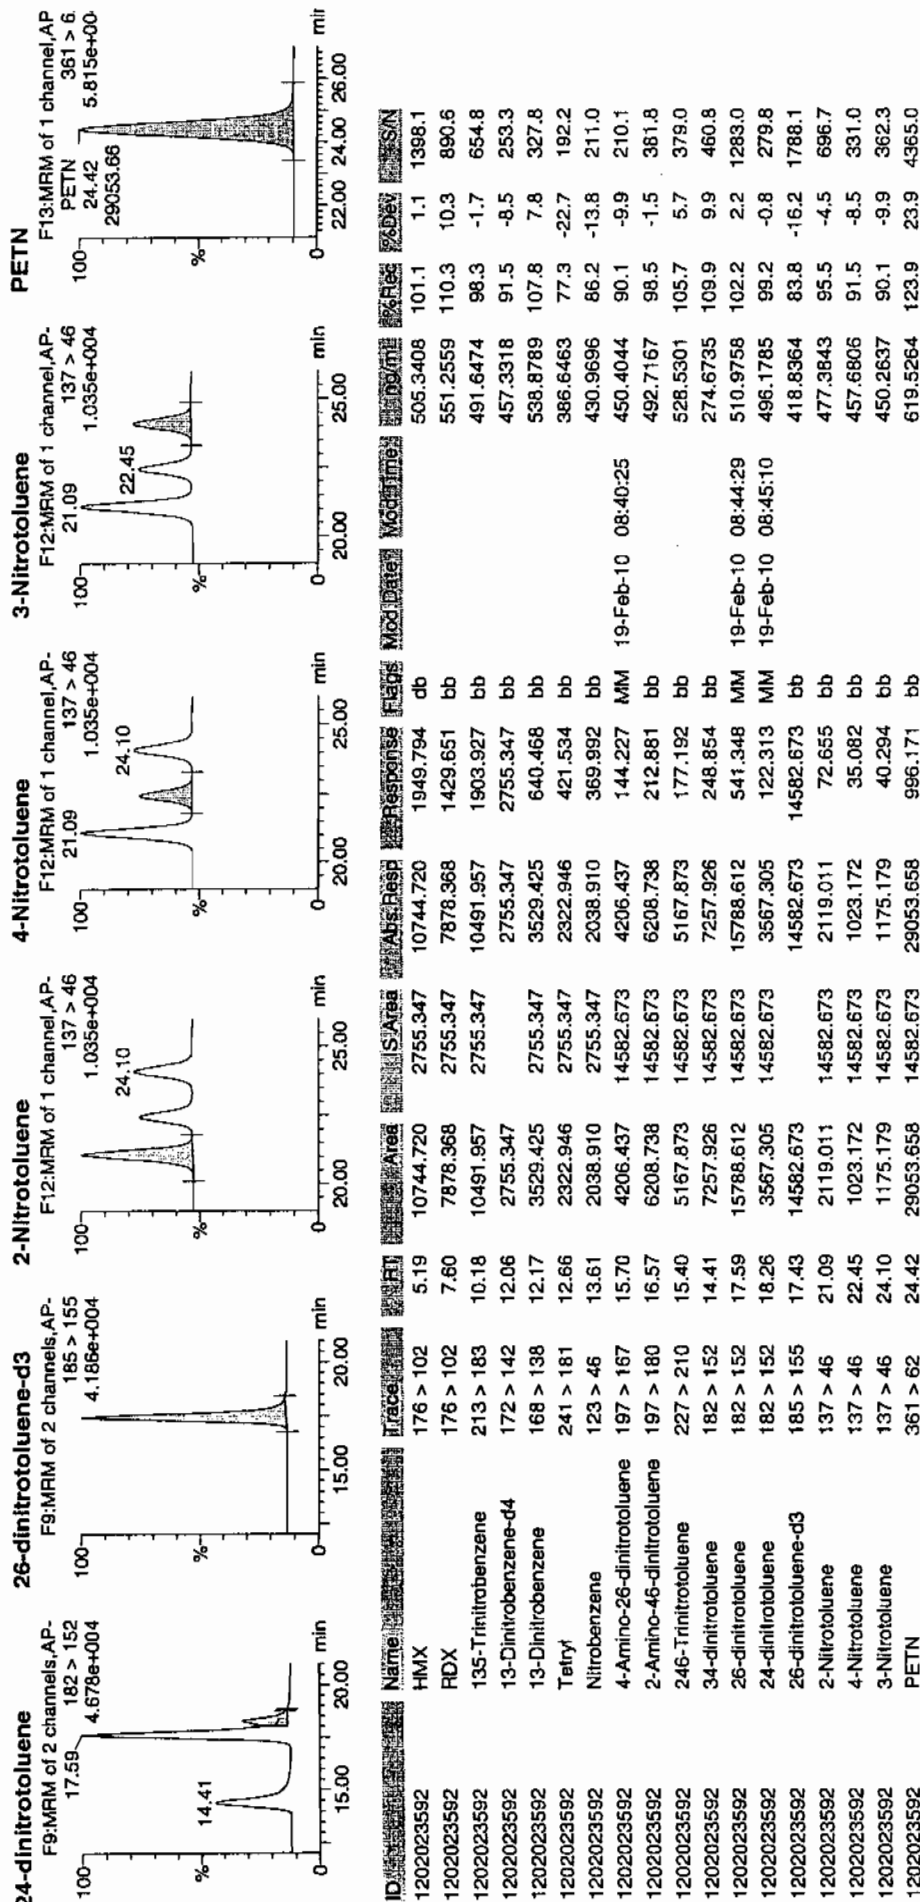 24-dinitrotoluene
F9:MRM of 2 channels,AP-
182 > 152
4.678e+004
17.59
14.41
100
%
0
15.00 20.00 min
26-dinitrotoluene-d3
F9:MRM of 2 channels,AP-
185 > 155
4.186e+004
100
%
0
15.00 20.00 min
2-Nitrotoluene
F12:MRM of 1 channel,AP-
137 > 46
1.035e+004
24.10
100
%
0
20.00 25.00 min
4-Nitrotoluene
F12:MRM of 1 channel,AP-
21.09 137 > 46
1.035e+004
24.10
100
%
0
20.00 25.00 min
3-Nitrotoluene
F12:MRM of 1 channel,AP-
21.09 137 > 46
1.035e+004
22.45
100
%
0
20.00 25.00 min
PETN
F13:MRM of 1 channel,AP
PETN 361 > 6
24.42 5.815e+00
29053.66
100
%
0
22.00 24.00 26.00 min
ID Name Trace RT Area IS Area Abs.Resp Response Flags Mod.Date Mod.Time %Rec %Dev S/N
1202023592 HMX 176 > 102 5.19 10744.720 2755.347 10744.720 1949.794 db 505.3408 101.1 1.1 1398.1
1202023592 RDX 176 > 102 7.60 7878.368 2755.347 7878.368 1429.651 bb 551.2559 110.3 10.3 890.6
1202023592 135-Trinitrobenzene 213 > 183 10.18 10491.957 2755.347 10491.957 1903.927 bb 491.6474 98.3 -1.7 654.8
1202023592 13-Dinitrobenzene-d4 172 > 142 12.06 2755.347 2755.347 2755.347 bb 457.3318 91.5 -8.5 253.3
1202023592 13-Dinitrobenzene 168 > 138 12.17 3529.425 2755.347 3529.425 640.468 bb 538.8789 107.8 7.8 327.8
1202023592 Tetryl 241 > 181 12.66 2322.946 2755.347 2322.946 421.534 bb 386.6463 77.3 -22.7 192.2
1202023592 Nitrobenzene 123 > 46 13.61 2038.910 2755.347 2038.910 369.992 bb 430.9696 86.2 -13.8 211.0
1202023592 4-Amino-26-dinitrotoluene 197 > 167 15.70 4206.437 14582.673 4206.437 144.227 MM 19-Feb-10 08:40:25 450.4044 90.1 -9.9 210.1
1202023592 2-Amino-46-dinitrotoluene 197 > 180 16.57 6208.738 14582.673 6208.738 212.881 bb 492.7167 98.5 -1.5 361.8
1202023592 246-Trinitrotoluene 227 > 210 15.40 5167.873 14582.673 5167.873 177.192 bb 528.5301 105.7 5.7 379.0
1202023592 34-dinitrotoluene 182 > 152 14.41 7257.926 14582.673 7257.926 248.854 bb 274.6735 109.9 9.9 460.8
1202023592 26-dinitrotoluene 182 > 152 17.59 15788.612 14582.673 15788.612 541.348 MM 19-Feb-10 08:44:29 510.9758 102.2 2.2 1283.0
1202023592 24-dinitrotoluene 182 > 152 18.26 3567.305 14582.673 3567.305 122.313 MM 19-Feb-10 08:45:10 496.1785 99.2 -0.8 279.8
1202023592 26-dinitrotoluene-d3 185 > 155 17.43 14582.673 14582.673 14582.673 bb 418.8364 83.8 -16.2 1788.1
1202023592 2-Nitrotoluene 137 > 46 21.09 2119.011 14582.673 2119.011 72.655 bb 477.3843 95.5 -4.5 696.7
1202023592 4-Nitrotoluene 137 > 46 22.45 1023.172 14582.673 1023.172 35.082 bb 457.6806 91.5 -8.5 331.0
1202023592 3-Nitrotoluene 137 > 46 24.10 1175.179 14582.673 1175.179 40.294 bb 450.2637 90.1 -9.9 362.3
1202023592 PETN 361 > 62 24.42 29053.658 14582.673 29053.658 996.171 bb 619.5264 123.9 23.9 4365.0